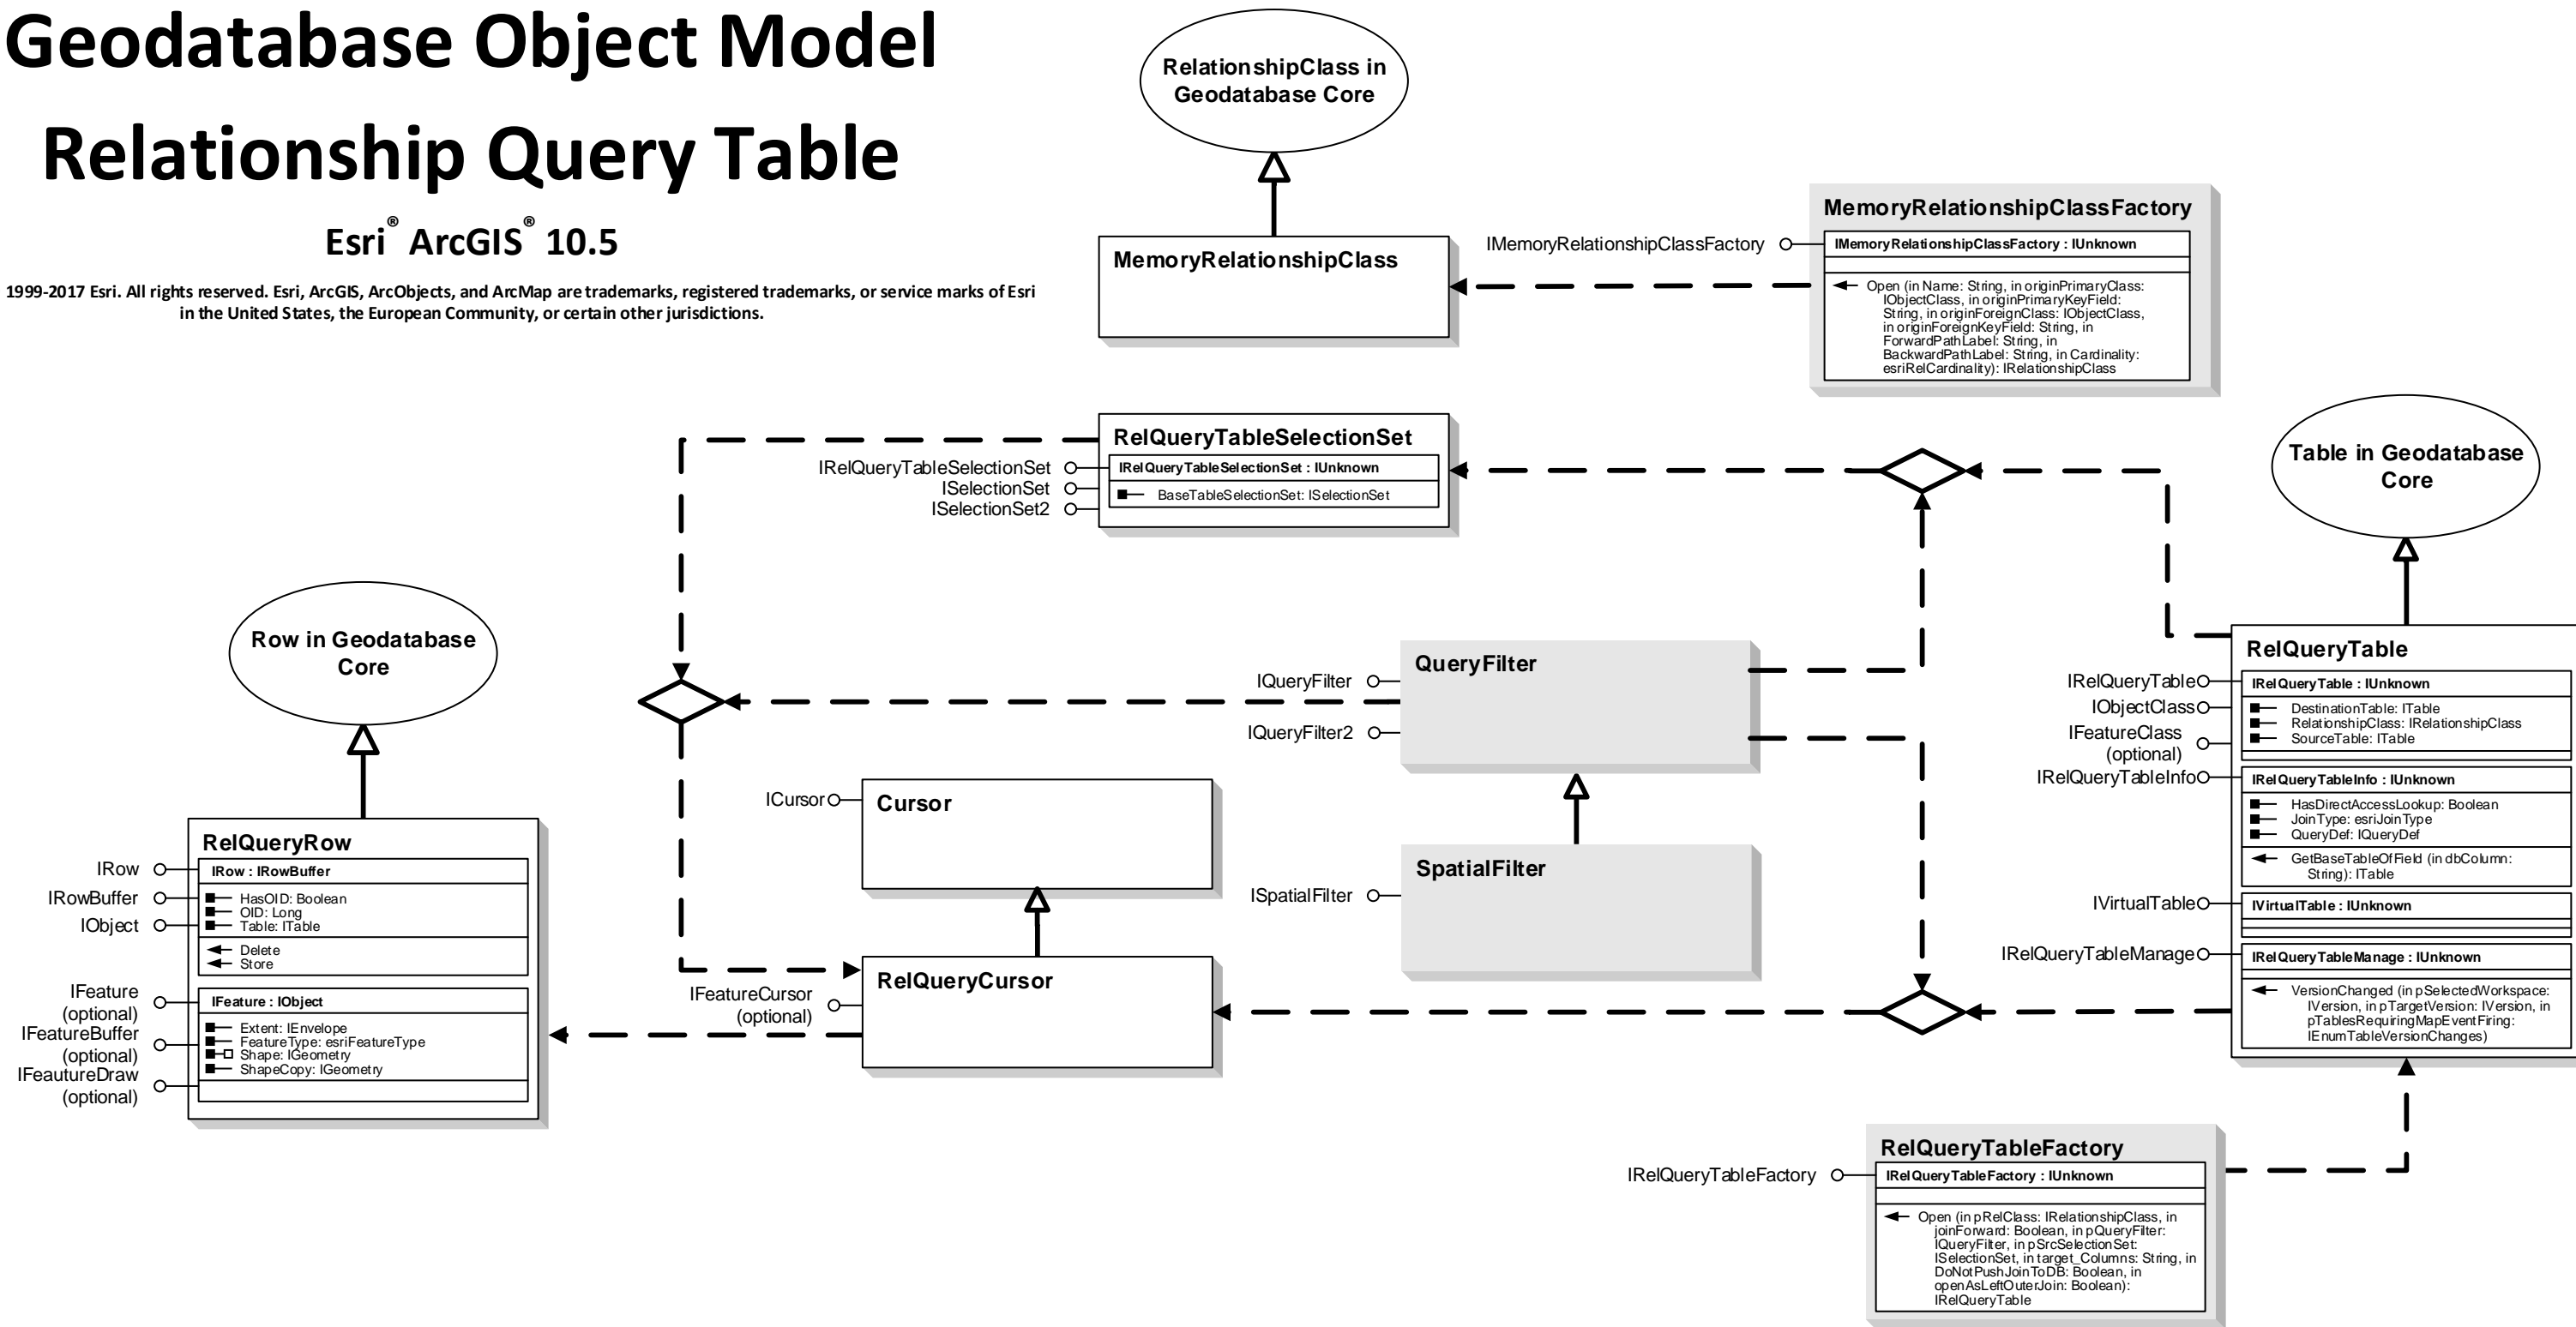 Geodatabase Object Model
Relationship Query Table
Esri® ArcGIS® 10.5
1999-2017 Esri. All rights reserved. Esri, ArcGIS, ArcObjects, and ArcMap are trademarks, registered trademarks, or service marks of Esri
in the United States, the European Community, or certain other jurisdictions.
RelationshipClass in
Geodatabase Core
MemoryRelationshipClass
IMemoryRelationshipClassFactory
MemoryRelationshipClassFactory
IMemoryRelationshipClassFactory : IUnknown
Open (in Name: String, in originPrimaryClass:
IObjectClass, in originPrimaryKeyField:
String, in originForeignClass: IObjectClass,
in originForeignKeyField: String, in
ForwardPathLabel: String, in
BackwardPathLabel: String, in Cardinality:
esriRelCardinality): IRelationshipClass
RelQueryTableSelectionSet
IRelQueryTableSelectionSet
ISelectionSet
ISelectionSet2
IRelQueryTableSelectionSet : IUnknown
BaseTableSelectionSet: ISelectionSet
Table in Geodatabase
Core
Row in Geodatabase
Core
QueryFilter
IQueryFilter
IQueryFilter2
SpatialFilter
ISpatialFilter
Cursor
ICursor
RelQueryCursor
IFeatureCursor
(optional)
RelQueryRow
IRow
IRowBuffer
IObject
IRow : IRowBuffer
HasOID: Boolean
OID: Long
Table: ITable
Delete
Store
IFeature
(optional)
IFeatureBuffer
(optional)
IFeautureDraw
(optional)
IFeature : IObject
Extent: IEnvelope
FeatureType: esriFeatureType
Shape: IGeometry
ShapeCopy: IGeometry
RelQueryTable
IRelQueryTable
IObjectClass
IFeatureClass
(optional)
IRelQueryTableInfo
IVirtualTable
IRelQueryTableManage
IRelQueryTable : IUnknown
DestinationTable: ITable
RelationshipClass: IRelationshipClass
SourceTable: ITable
IRelQueryTableInfo : IUnknown
HasDirectAccessLookup: Boolean
JoinType: esriJoinType
QueryDef: IQueryDef
GetBaseTableOfField (in dbColumn:
String): ITable
IVirtualTable : IUnknown
IRelQueryTableManage : IUnknown
VersionChanged (in pSelectedWorkspace:
IVersion, in pTargetVersion: IVersion, in
pTablesRequiringMapEventFiring:
IEnumTableVersionChanges)
RelQueryTableFactory
IRelQueryTableFactory
IRelQueryTableFactory : IUnknown
Open (in pRelClass: IRelationshipClass, in
joinForward: Boolean, in pQueryFilter:
IQueryFilter, in pSrcSelectionSet:
ISelectionSet, in target_Columns: String, in
DoNotPushJoinToDB: Boolean, in
openAsLeftOuterJoin: Boolean):
IRelQueryTable